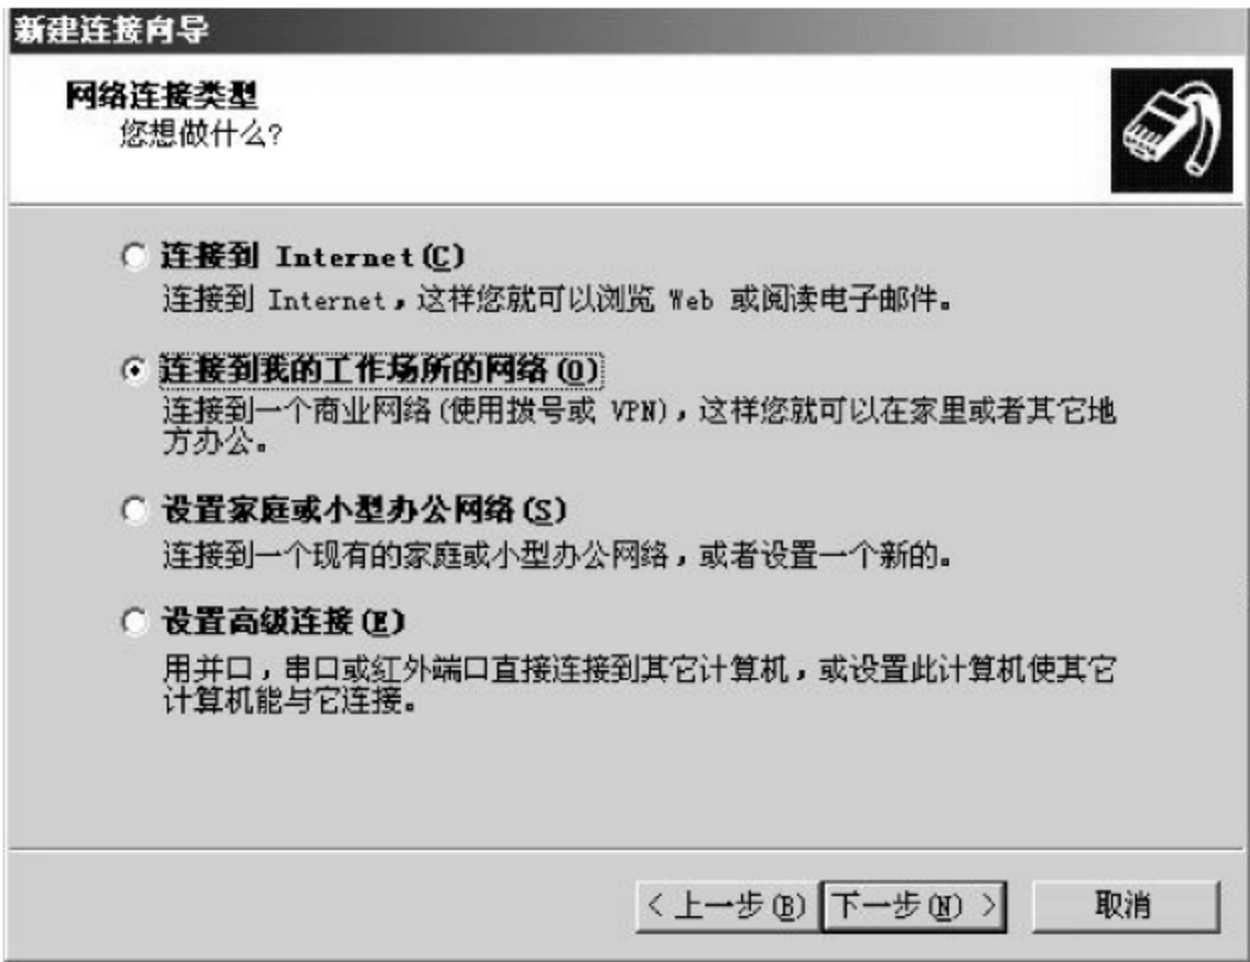 新建连接向导
网络连接类型
您想做什么?
连接到 Internet(C)
连接到 Internet，这样您就可以浏览 Web 或阅读电子邮件。
连接到我的工作场所的网络(O)
连接到一个商业网络(使用拨号或 VPN)，这样您就可以在家里或者其它地
方办公。
设置家庭或小型办公网络(S)
连接到一个现有的家庭或小型办公网络，或者设置一个新的。
设置高级连接(E)
用并口，串口或红外端口直接连接到其它计算机，或设置此计算机使其它
计算机能与它连接。
< 上一步(B) 下一步(N) > 取消